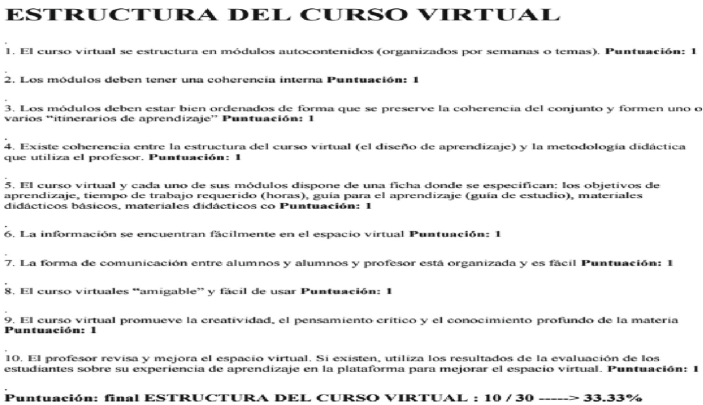 ESTRUCTURA DEL CURSO VIRTUAL
.
1. El curso virtual se estructura en módulos autocontenidos (organizados por semanas o temas). Puntuación: 1
.
2. Los módulos deben tener una coherencia interna Puntuación: 1
.
3. Los módulos deben estar bien ordenados de forma que se preserve la coherencia del conjunto y formen uno o
varios “itinerarios de aprendizaje” Puntuación: 1
.
4. Existe coherencia entre la estructura del curso virtual (el diseño de aprendizaje) y la metodología didáctica
que utiliza el profesor. Puntuación: 1
.
5. El curso virtual y cada uno de sus módulos dispone de una ficha donde se especifican: los objetivos de
aprendizaje, tiempo de trabajo requerido (horas), guía para el aprendizaje (guía de estudio), materiales
didácticos básicos, materiales didácticos co Puntuación: 1
.
6. La información se encuentran fácilmente en el espacio virtual Puntuación: 1
.
7. La forma de comunicación entre alumnos y alumnos y profesor está organizada y es fácil Puntuación: 1
.
8. El curso virtuales “amigable” y fácil de usar Puntuación: 1
.
9. El curso virtual promueve la creatividad, el pensamiento crítico y el conocimiento profundo de la materia
Puntuación: 1
.
10. El profesor revisa y mejora el espacio virtual. Si existen, utiliza los resultados de la evaluación de los
estudiantes sobre su experiencia de aprendizaje en la plataforma para mejorar el espacio virtual. Puntuación: 1
.
Puntuación: final ESTRUCTURA DEL CURSO VIRTUAL : 10 / 30 -----> 33.33%